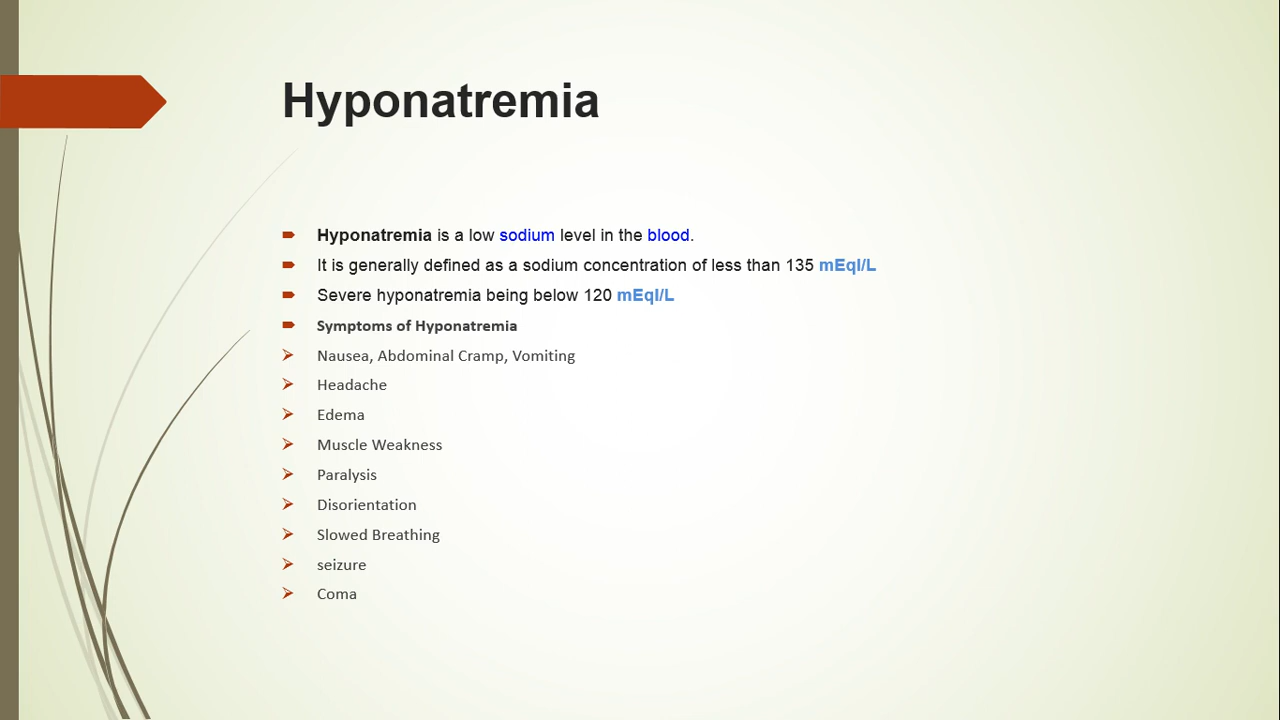 Hyponatremia
Hyponatremia is a low sodium level in the blood.
It is generally defined as a sodium concentration of less than 135 mEql/L
Severe hyponatremia being below 120 mEql/L
Symptoms of Hyponatremia
Nausea, Abdominal Cramp, Vomiting
Headache
Edema
Muscle Weakness
Paralysis
Disorientation
Slowed Breathing
seizure
Coma